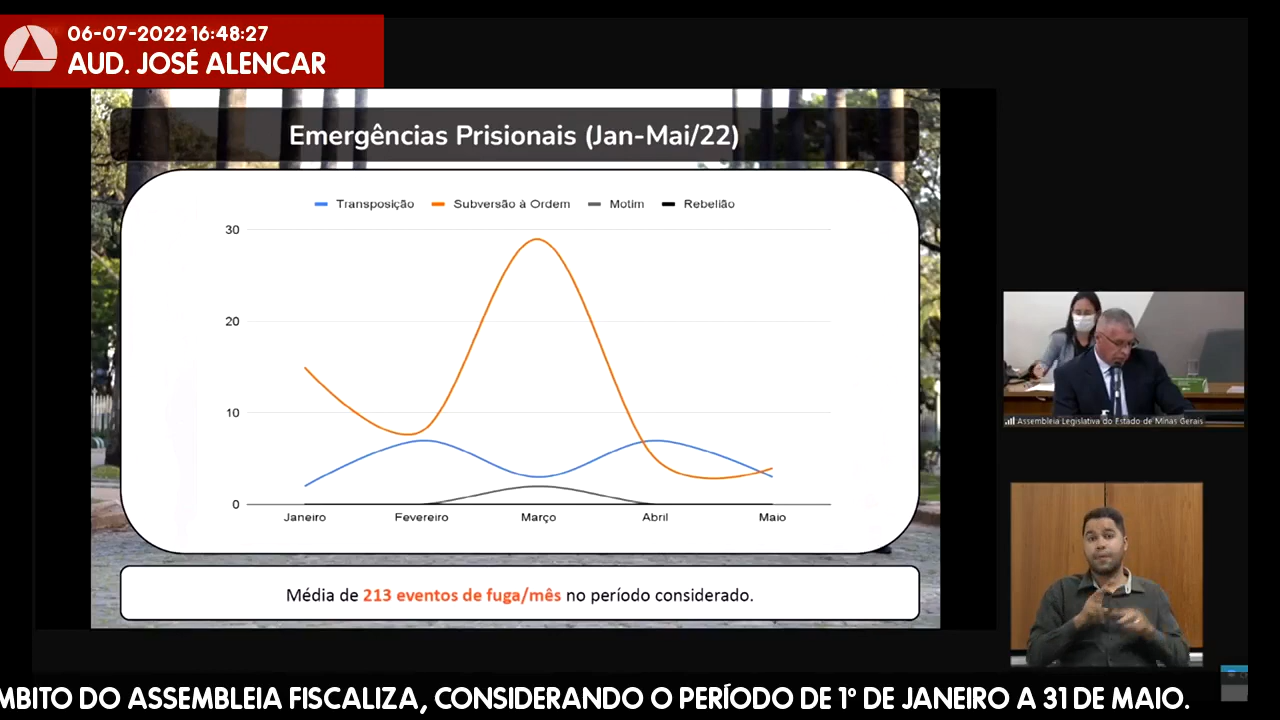 06-07-2022 16:48:27
AUD. JOSÉ ALENCAR
Emergências Prisionais (Jan-Mai/22)
Transposição Subversão à Ordem Motim Rebelião
30
20
10
0
Janeiro Fevereiro Março Abril Maio
Média de 213 eventos de fuga/mês no período considerado.
Assembleia Legislativa do Estado de Minas Gerais
MBITO DO ASSEMBLEIA FISCALIZA, CONSIDERANDO O PERÍODO DE 1º DE JANEIRO A 31 DE MAIO.